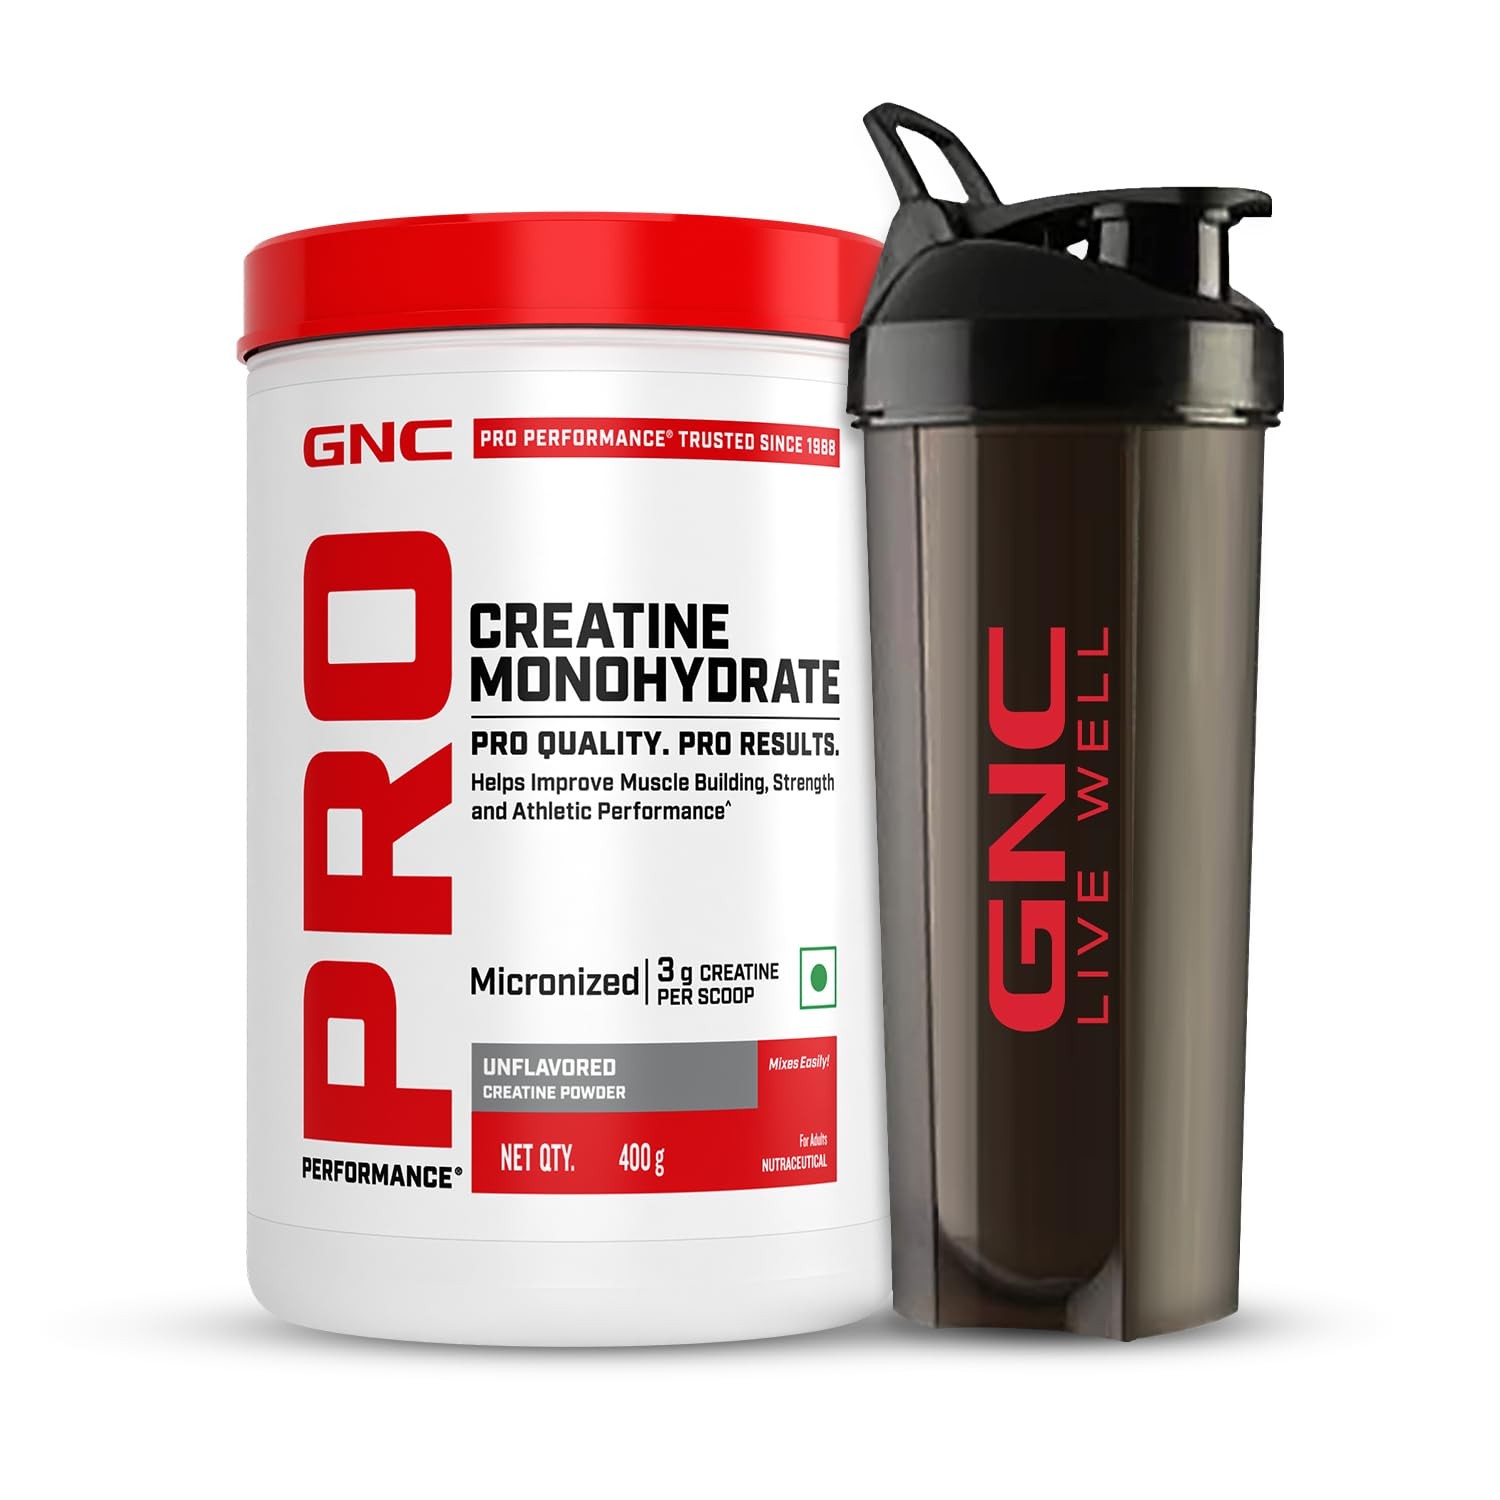 GNC PRO PERFORMANCE® TRUSTED SINCE 1988
PRO
PERFORMANCE®
CREATINE
MONOHYDRATE
PRO QUALITY. PRO RESULTS.
Helps Improve Muscle Building, Strength
and Athletic Performance^
Micronized
3 g CREATINE
PER SCOOP
UNFLAVORED
CREATINE POWDER
Mixes Easily!
NET QTY. 400 g
For Adults
NUTRACEUTICAL
GNC
LIVE WELL